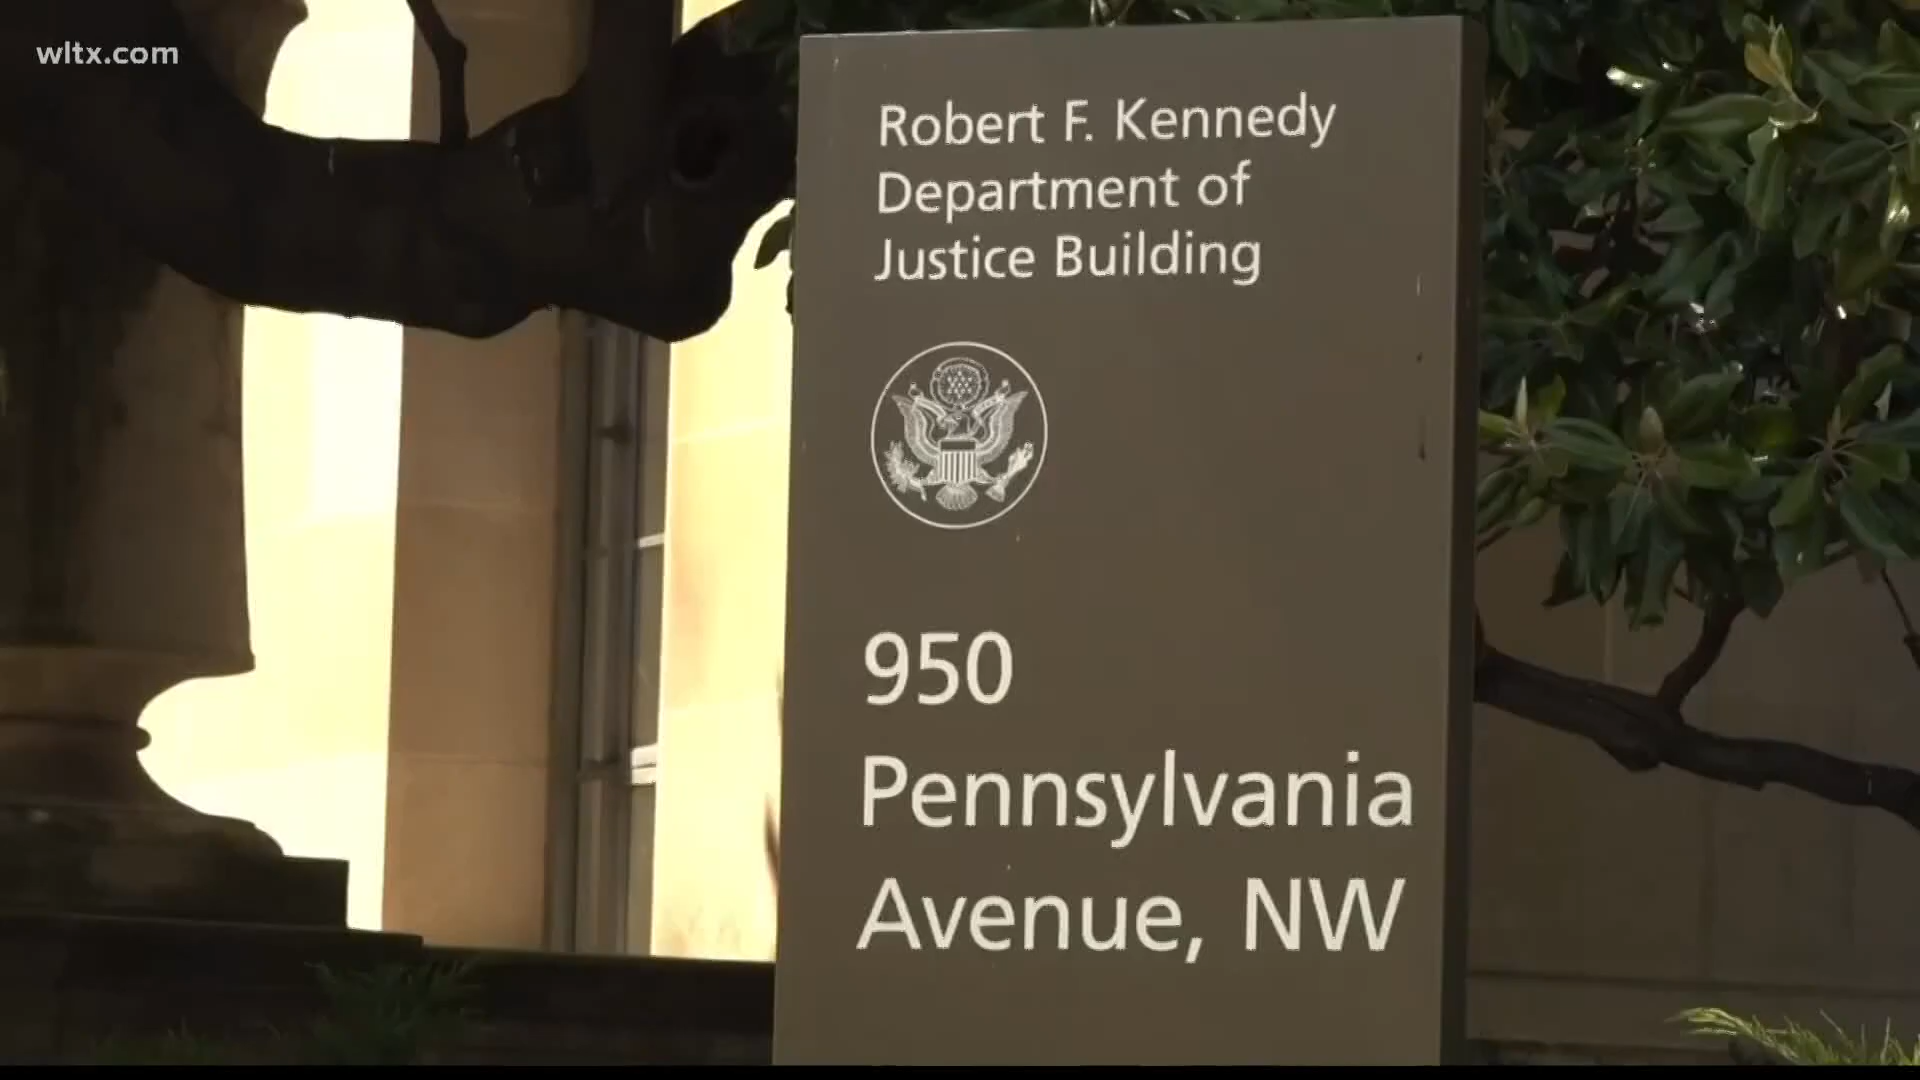 wltx.com
Robert F. Kennedy
Department of
Justice Building
950
Pennsylvania
Avenue, NW